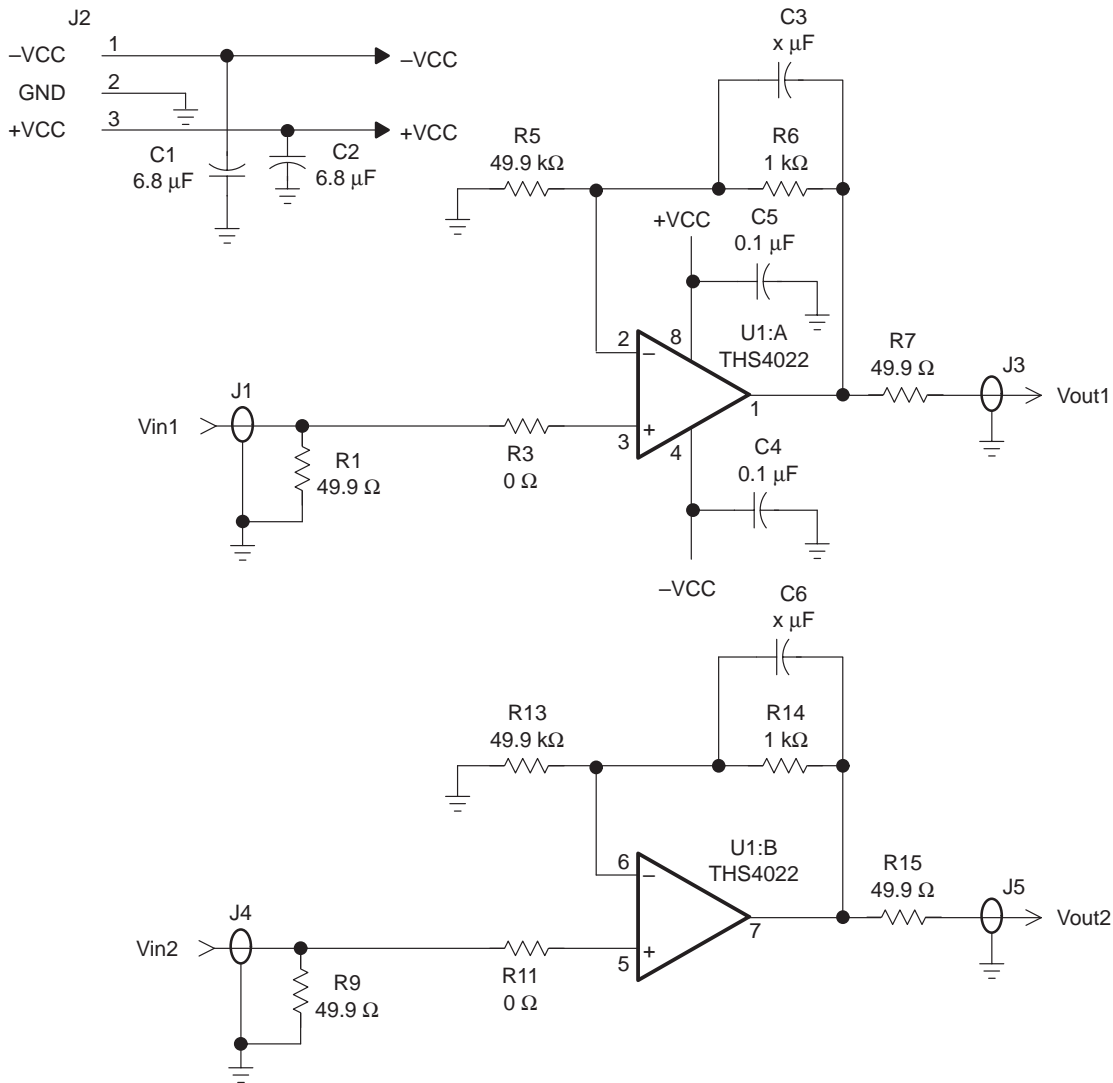 J2
–VCC 1 –VCC
GND 2
+VCC 3 +VCC
C1
6.8 μF
C2
6.8 μF
C3
x μF
R5
49.9 kΩ
R6
1 kΩ
+VCC
C5
0.1 μF
2
–
8
U1:A
THS4022
1
R7
49.9 Ω
J3
Vout1
Vin1
J1
R1
49.9 Ω
R3
0 Ω
3
+
4
C4
0.1 μF
–VCC
C6
x μF
R13
49.9 kΩ
R14
1 kΩ
6
–
U1:B
THS4022
7
R15
49.9 Ω
J5
Vout2
Vin2
J4
R9
49.9 Ω
R11
0 Ω
5
+